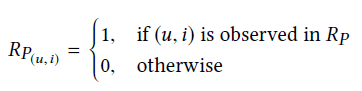 R_{P_{(u,i)}} = { 1, if (u, i) is observed in R_P
0, otherwise